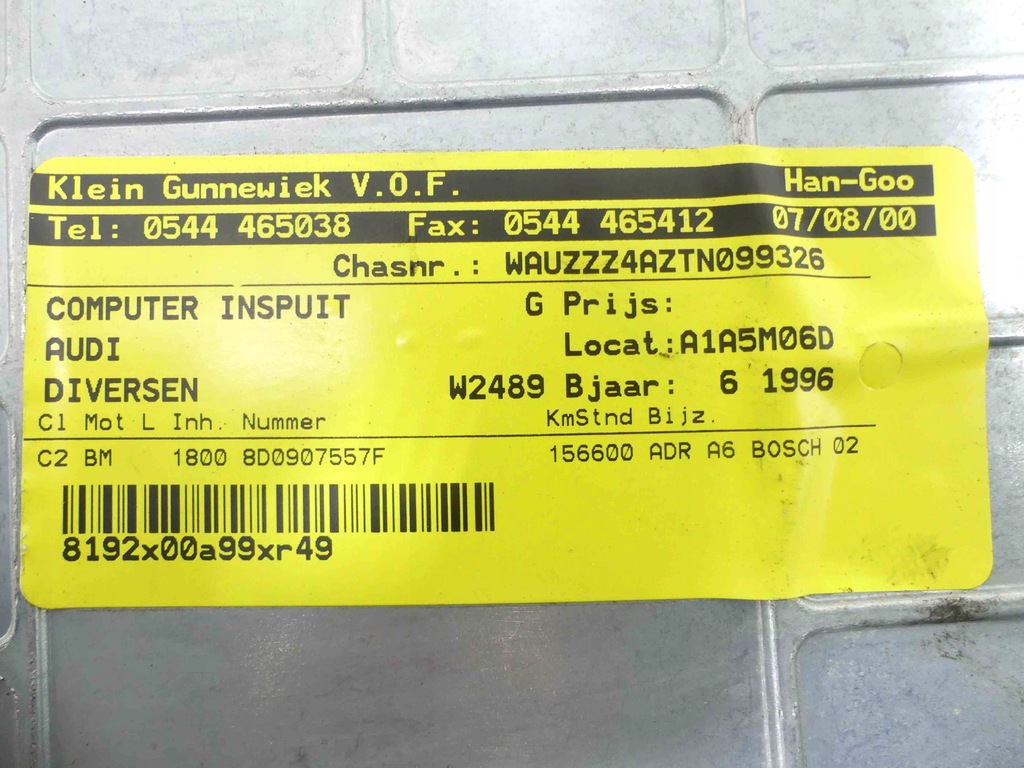 Klein Gunnewiek V.O.F. Han-Goo
Tel: 0544 465038 Fax: 0544 465412 07/08/00
Chasnr.: WAUZZZ4AZTN099326
COMPUTER INSPUIT G Prijs:
AUDI Locat:A1A5M06D
DIVERSEN W2489 Bjaar: 6 1996
Cl Mot L Inh. Nummer KmStnd Bijz.
C2 BM 1800 8D0907557F 156600 ADR A6 BOSCH 02
8192x00a99xr49